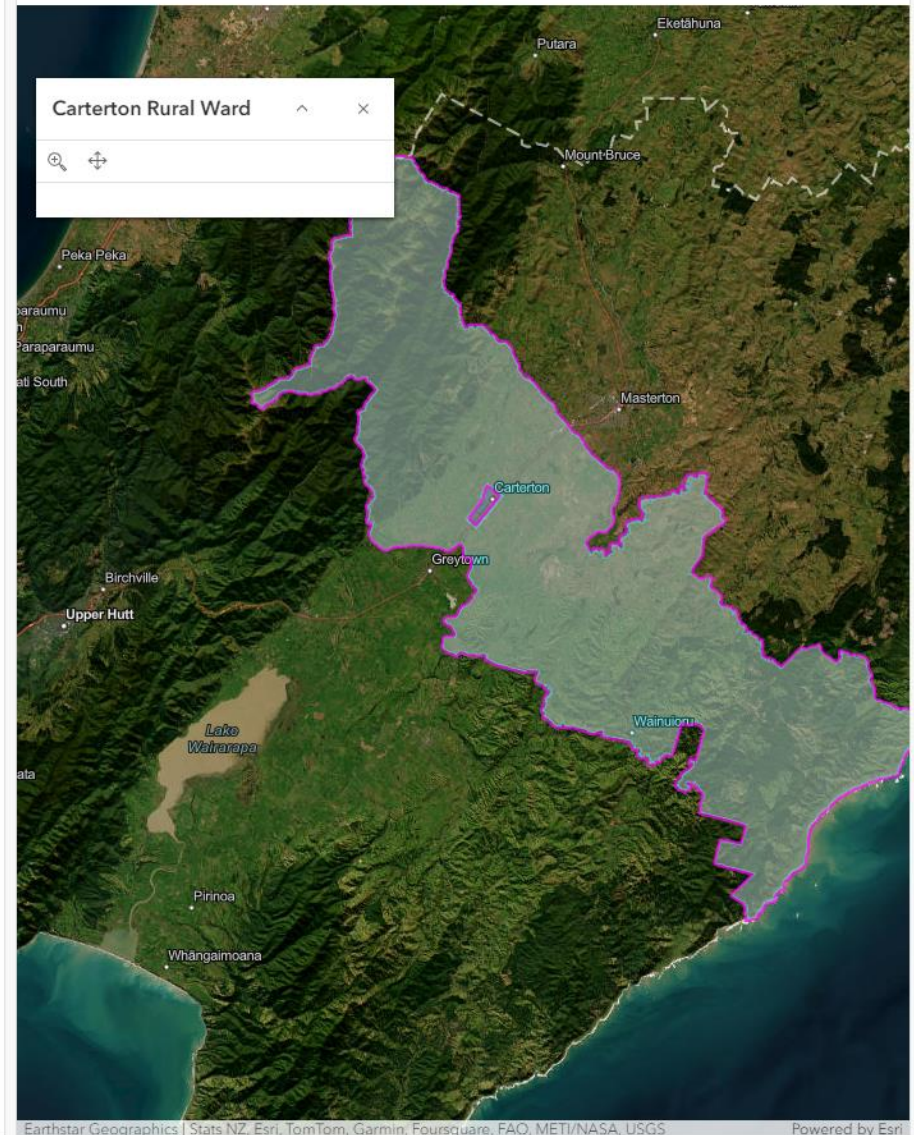 Eketāhuna
Putara
Carterton Rural Ward
Mount Bruce
Peka Peka
araumu
n
Paraparaumu
ati South
Masterton
Carterton
Greytown
Birchville
Upper Hutt
Lake
Wairarapa
Wainuioru
ata
Pirinoa
Whāngaimoana
Earthstar Geographics | Stats NZ, Esri, TomTom, Garmin, Foursquare, FAO, METI/NASA, USGS
Powered by Esri